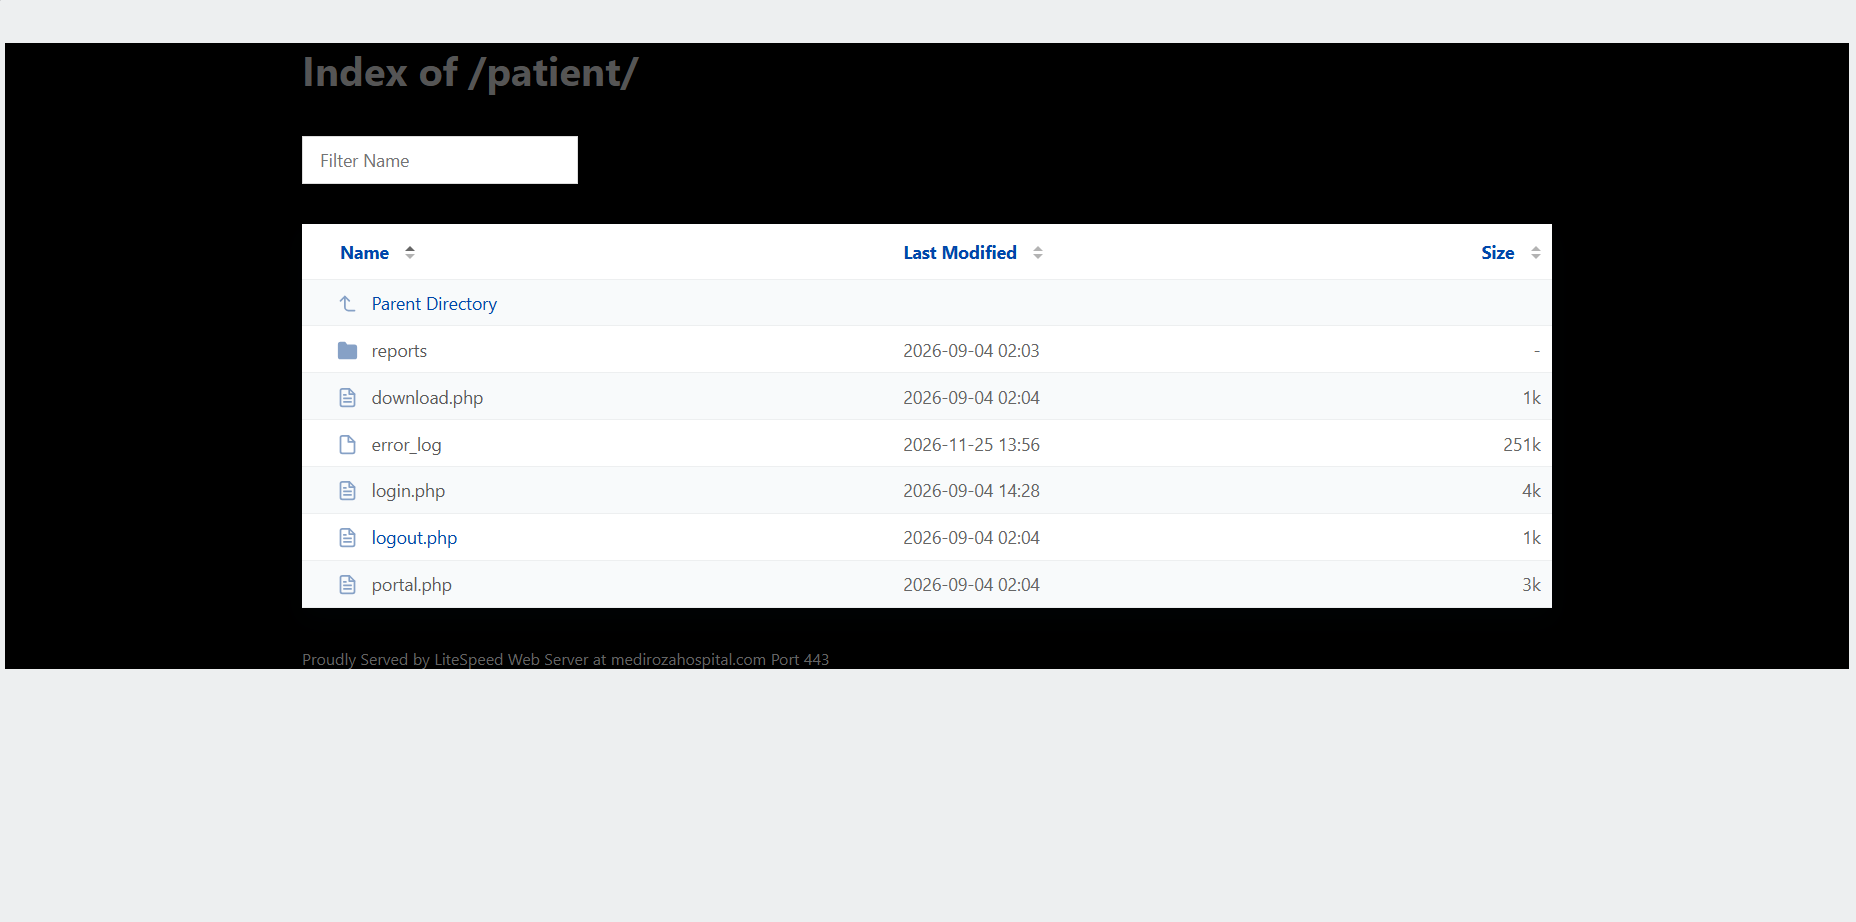 Index of /patient/
Filter Name
Name Last Modified Size
Parent Directory
reports 2026-09-04 02:03 -
download.php 2026-09-04 02:04 1k
error_log 2026-11-25 13:56 251k
login.php 2026-09-04 14:28 4k
logout.php 2026-09-04 02:04 1k
portal.php 2026-09-04 02:04 3k
Proudly Served by LiteSpeed Web Server at medirozahospital.com Port 443